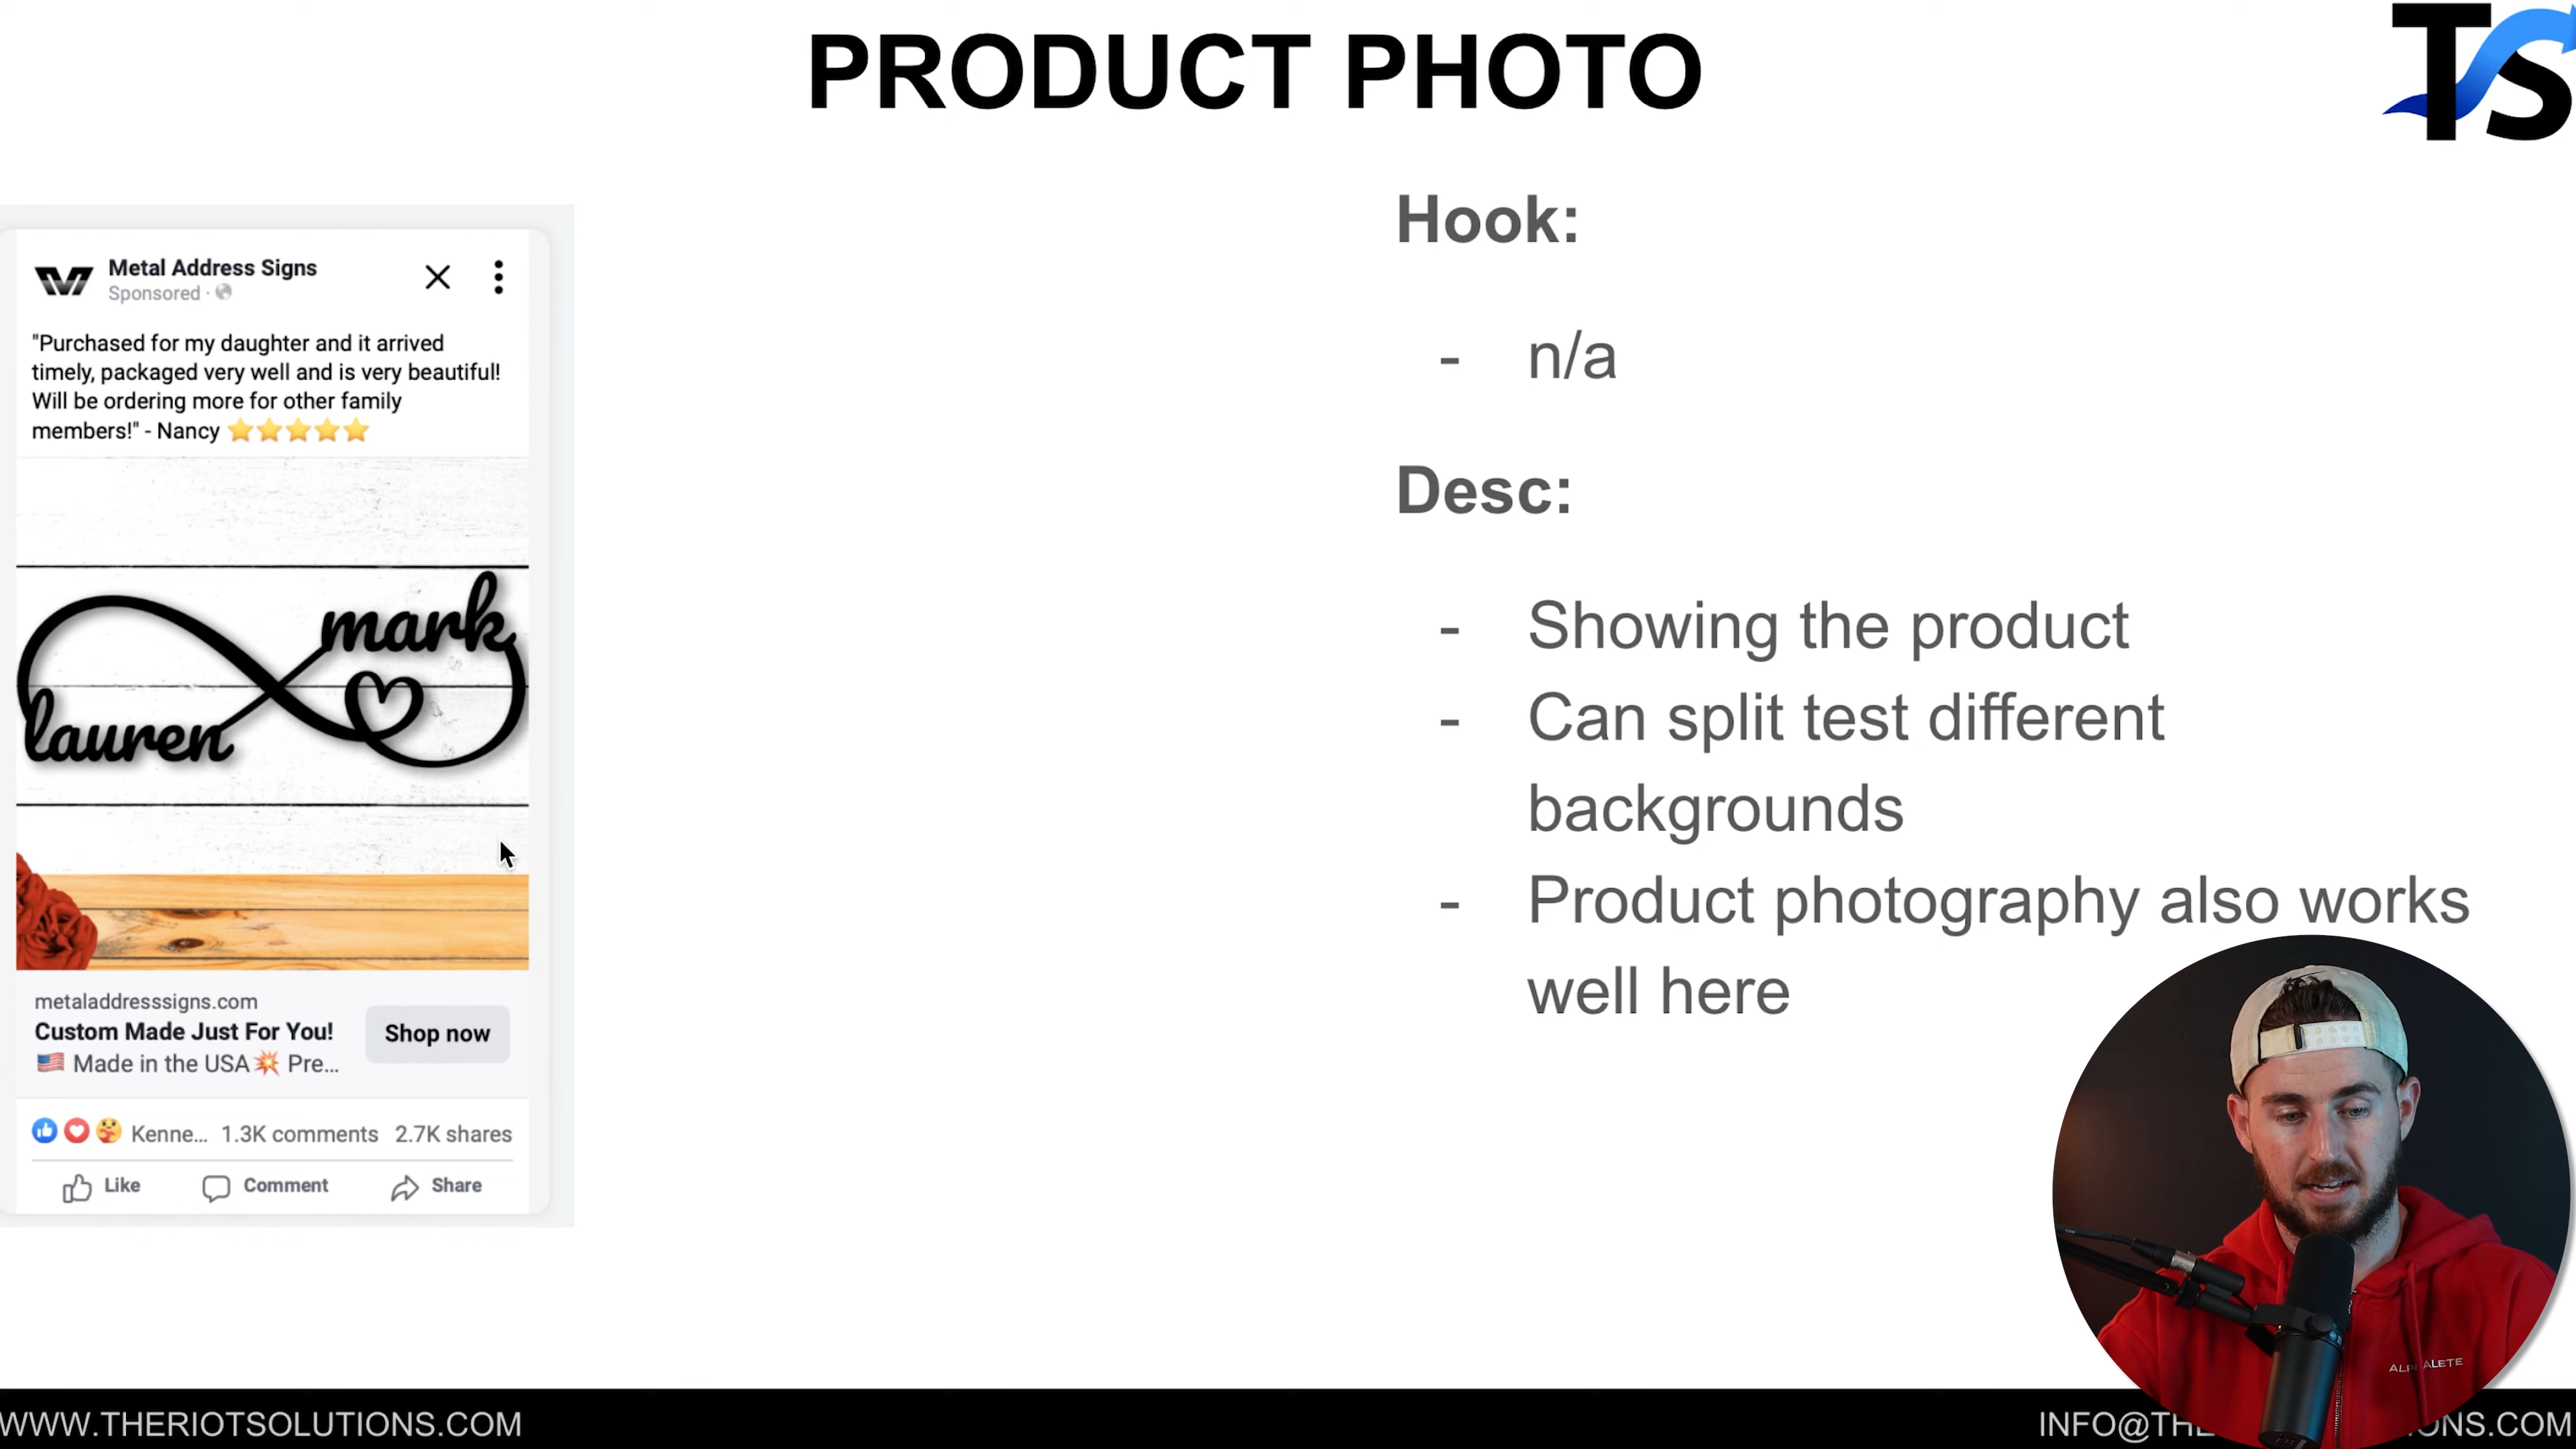 PRODUCT PHOTO
TS
Metal Address Signs
Sponsored ·
"Purchased for my daughter and it arrived
timely, packaged very well and is very beautiful!
Will be ordering more for other family
members!" - Nancy ⭐⭐⭐⭐⭐
mark
lauren
metaladdresssigns.com
Custom Made Just For You!
🇺🇸 Made in the USA💥 Pre...
Shop now
Kenne... 1.3K comments 2.7K shares
Like Comment Share
Hook:
- n/a
Desc:
- Showing the product
- Can split test different
backgrounds
- Product photography also works
well here
WWW.THERIOTSOLUTIONS.COM